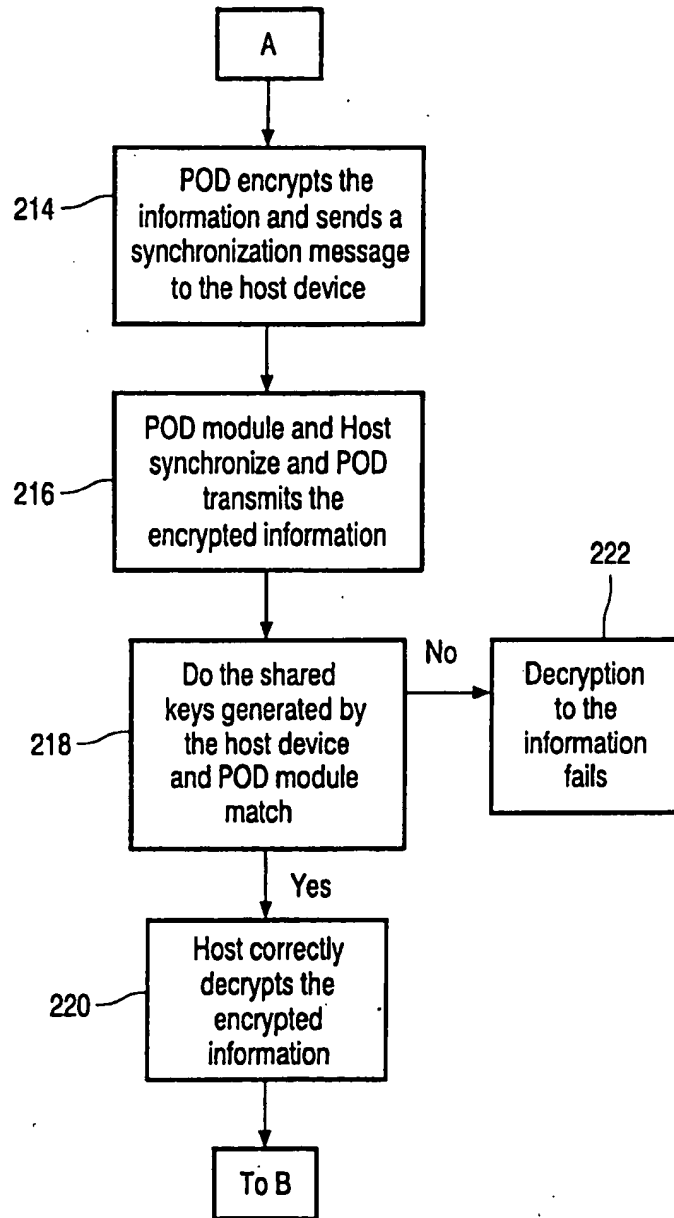 A
214
POD encrypts the
information and sends a
synchronization message
to the host device
216
POD module and Host
synchronize and POD
transmits the
encrypted information
222
218
Do the shared
keys generated by
the host device
and POD module
match
No
Decryption
to the
information
fails
Yes
220
Host correctly
decrypts the
encrypted
information
To B